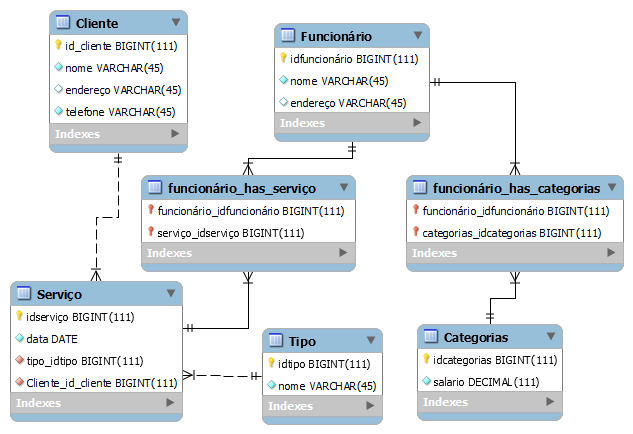 Cliente
id_cliente BIGINT(111)
nome VARCHAR(45)
endereço VARCHAR(45)
telefone VARCHAR(45)
Indexes
Funcionário
idfuncionário BIGINT(111)
nome VARCHAR(45)
endereço VARCHAR(45)
Indexes
funcionário_has_serviço
funcionário_idfuncionário BIGINT(111)
serviço_idserviço BIGINT(111)
Indexes
funcionário_has_categorias
funcionário_idfuncionário BIGINT(111)
categorias_idcategorias BIGINT(111)
Indexes
Serviço
idserviço BIGINT(111)
data DATE
tipo_idtipo BIGINT(111)
Cliente_id_cliente BIGINT(111)
Indexes
Tipo
idtipo BIGINT(111)
nome VARCHAR(45)
Indexes
Categorias
idcategorias BIGINT(111)
salario DECIMAL(111)
Indexes